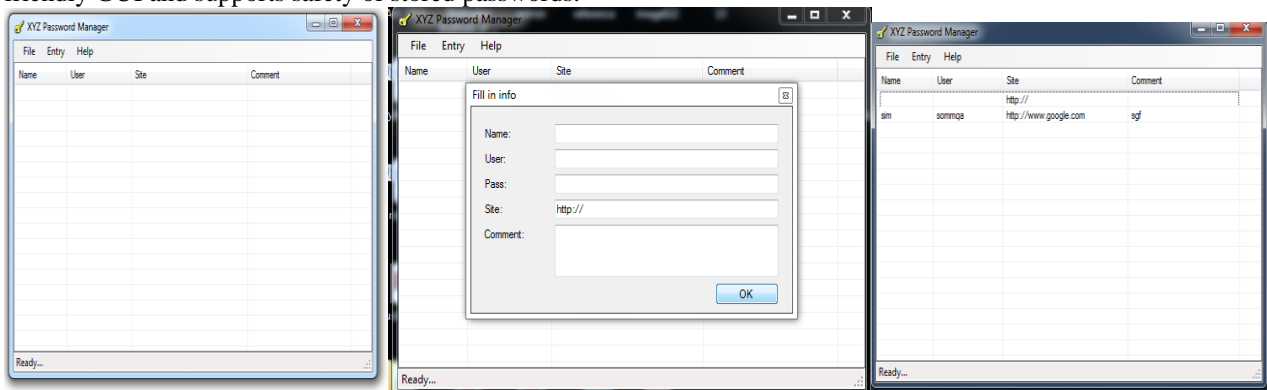 friendly GUI and supports safety of stored passwords.
XYZ Password Manager
File Entry Help
Name User Site Comment
Ready...
XYZ Password Manager
File Entry Help
Name User Site Comment
Fill in info
Name:
User:
Pass:
Site: http://
Comment:
OK
Ready...
XYZ Password Manager
File Entry Help
Name User Site Comment
http://
sim sommqa http://www.google.com sgf
Ready...